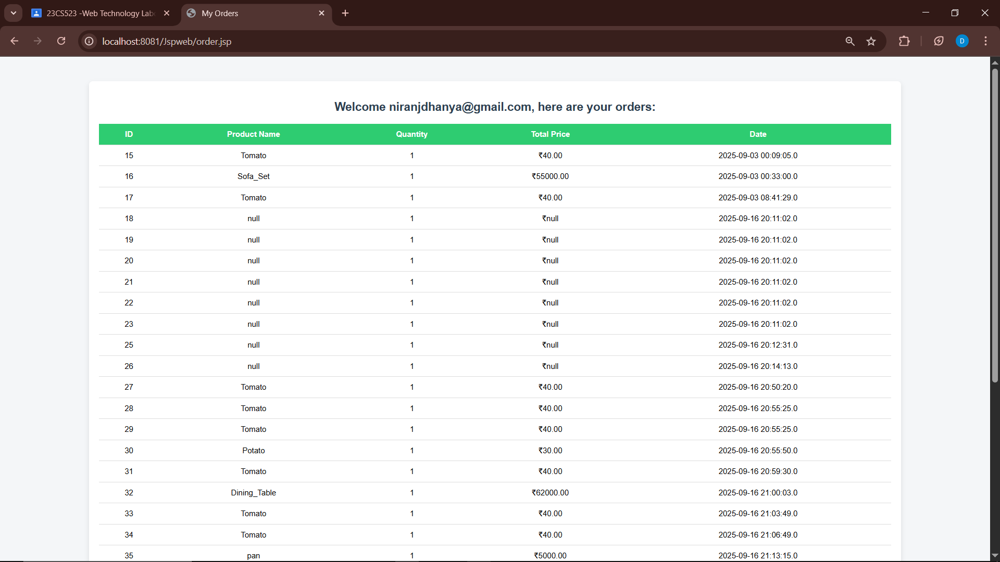 23CS523 -Web Technology Lab
My Orders
localhost:8081/Jspweb/order.jsp
D
Welcome niranjdhanya@gmail.com, here are your orders:
ID Product Name Quantity Total Price Date
15 Tomato 1 ₹40.00 2025-09-03 00:09:05.0
16 Sofa_Set 1 ₹55000.00 2025-09-03 00:33:00.0
17 Tomato 1 ₹40.00 2025-09-03 08:41:29.0
18 null 1 ₹null 2025-09-16 20:11:02.0
19 null 1 ₹null 2025-09-16 20:11:02.0
20 null 1 ₹null 2025-09-16 20:11:02.0
21 null 1 ₹null 2025-09-16 20:11:02.0
22 null 1 ₹null 2025-09-16 20:11:02.0
23 null 1 ₹null 2025-09-16 20:11:02.0
25 null 1 ₹null 2025-09-16 20:12:31.0
26 null 1 ₹null 2025-09-16 20:14:13.0
27 Tomato 1 ₹40.00 2025-09-16 20:50:20.0
28 Tomato 1 ₹40.00 2025-09-16 20:55:25.0
29 Tomato 1 ₹40.00 2025-09-16 20:55:25.0
30 Potato 1 ₹30.00 2025-09-16 20:55:50.0
31 Tomato 1 ₹40.00 2025-09-16 20:59:30.0
32 Dining_Table 1 ₹62000.00 2025-09-16 21:00:03.0
33 Tomato 1 ₹40.00 2025-09-16 21:03:49.0
34 Tomato 1 ₹40.00 2025-09-16 21:06:49.0
35 pan 1 ₹5000.00 2025-09-16 21:13:15.0